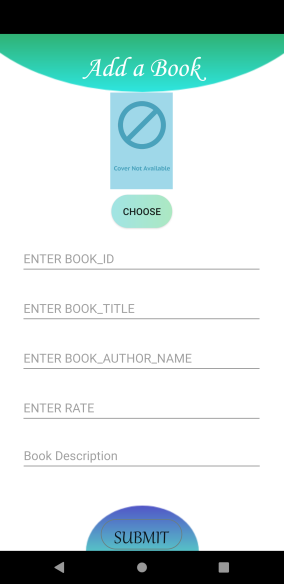 Add a Book
Cover Not Available
CHOOSE
ENTER BOOK_ID
ENTER BOOK_TITLE
ENTER BOOK_AUTHOR_NAME
ENTER RATE
Book Description
SUBMIT